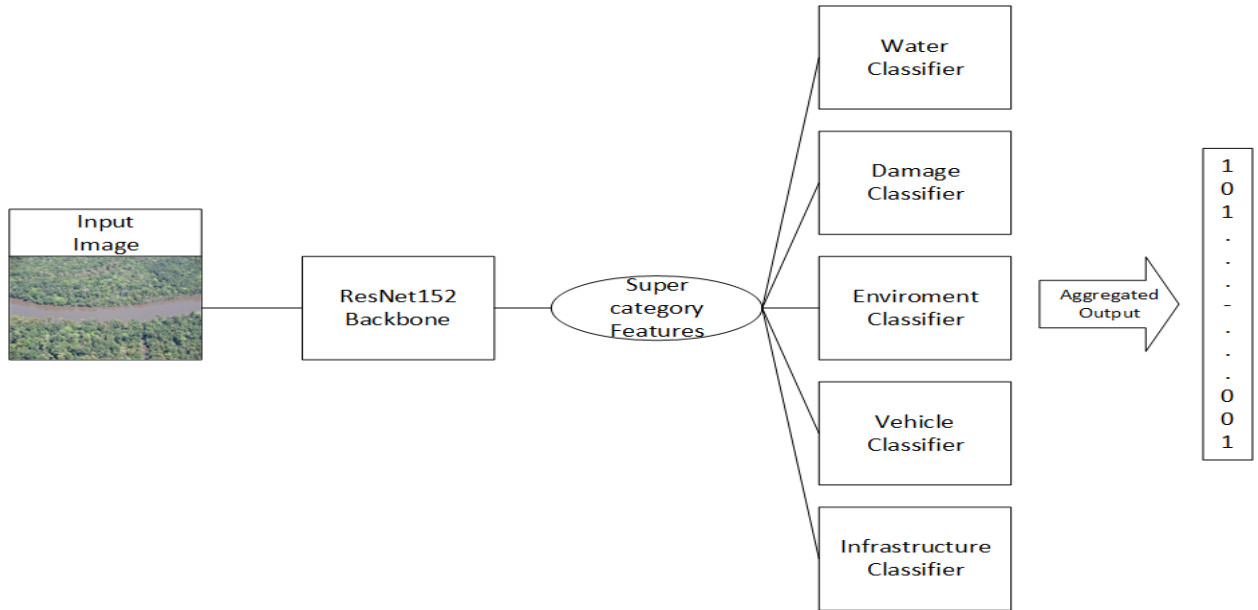 Input
Image
ResNet152
Backbone
Super
category
Features
Water
Classifier
Damage
Classifier
Enviroment
Classifier
Vehicle
Classifier
Infrastructure
Classifier
Aggregated
Output
1
0
1
.
.
.
-
.
.
.
0
0
1